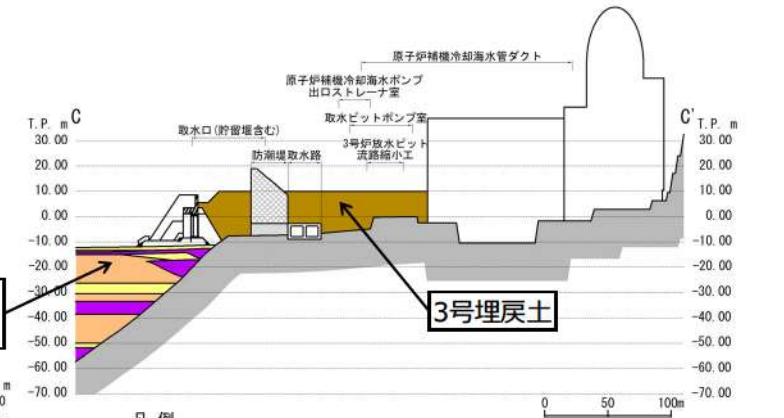 原子炉補機冷却海水管ダクト
原子炉補機冷却海水ポンプ
出口ストレーナ室
取水ピットポンプ室
3号炉放水ピット
流路縮小工
取水口(貯留堰含む)
防潮堤 取水路
T.P. m C
30.00
20.00
10.00
0.00
-10.00
-20.00
-30.00
-40.00
-50.00
-60.00
-70.00
C' T.P. m
30.00
20.00
10.00
0.00
-10.00
-20.00
-30.00
-40.00
-50.00
-60.00
-70.00
3号埋戻土
0 50 100m
m
0